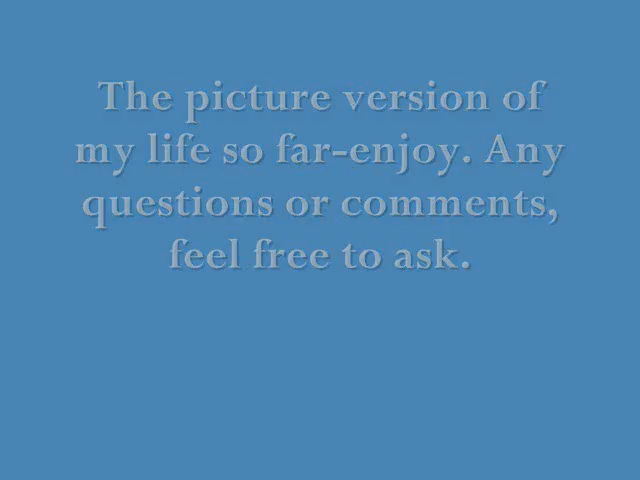 The picture version of
my life so far-enjoy. Any
questions or comments,
feel free to ask.